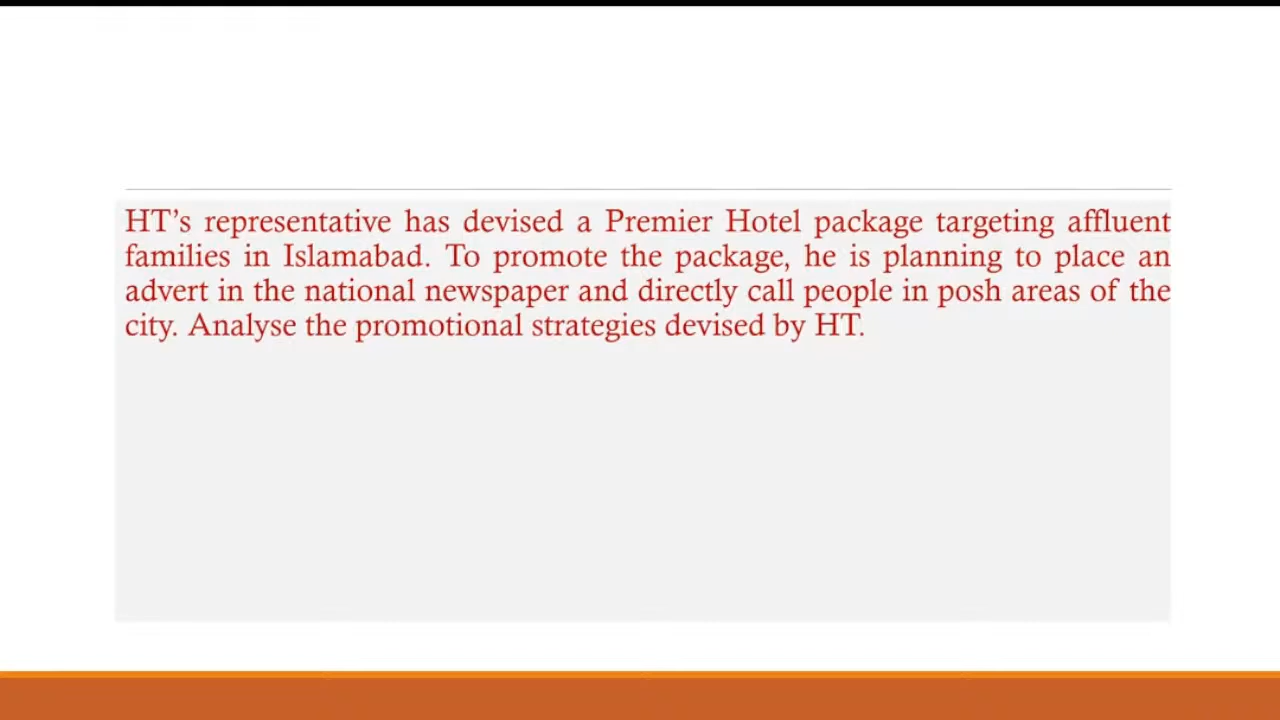 HT’s representative has devised a Premier Hotel package targeting affluent
families in Islamabad. To promote the package, he is planning to place an
advert in the national newspaper and directly call people in posh areas of the
city. Analyse the promotional strategies devised by HT.